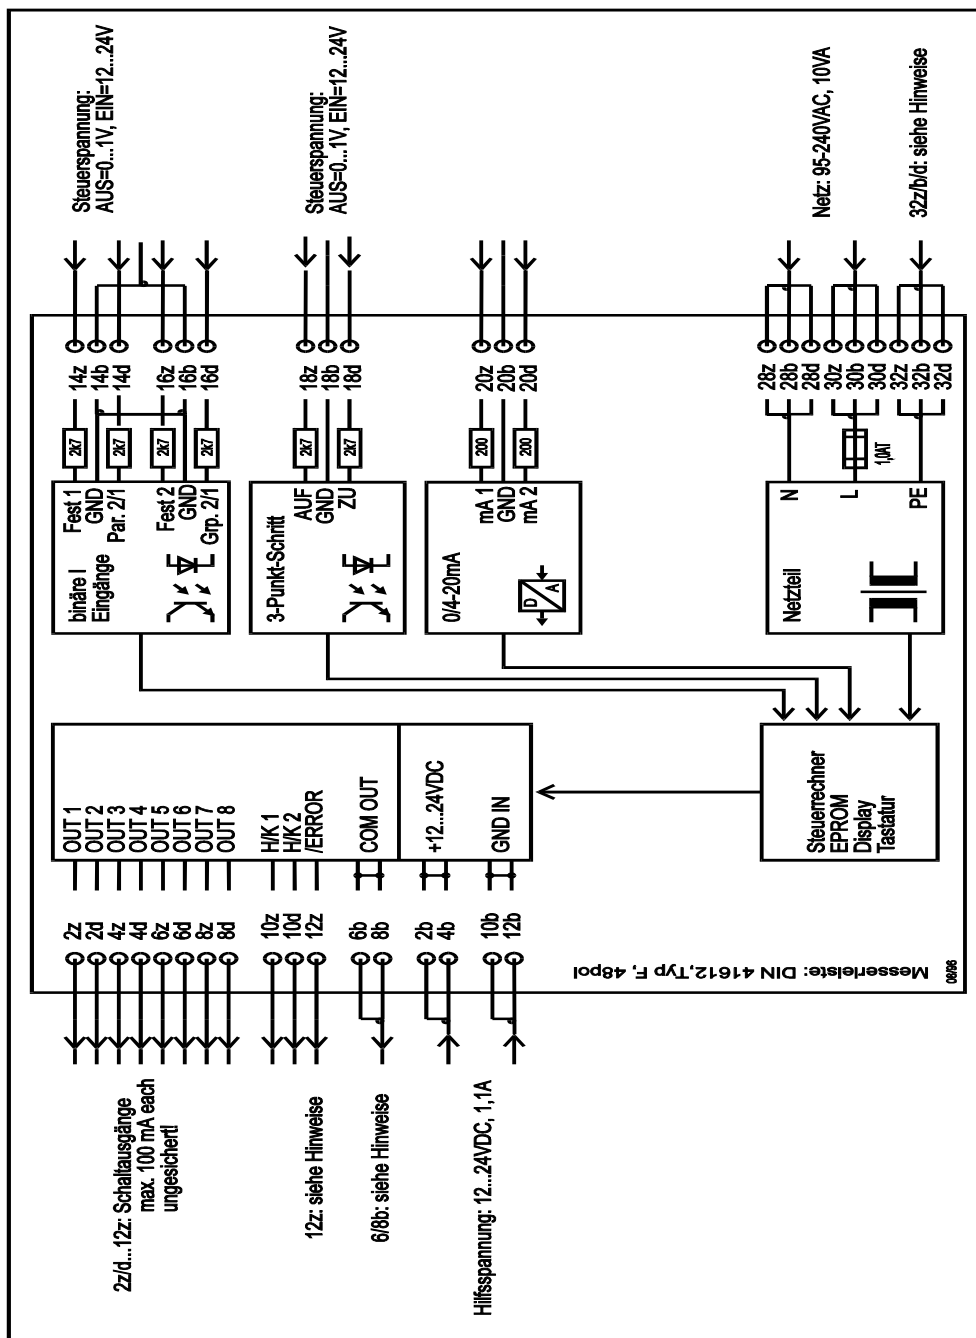 Steuerspannung:
AUS=0...1V, EIN=12...24V
Steuerspannung:
AUS=0...1V, EIN=12...24V
Netz: 95-240VAC, 10VA
32z/b/d: siehe Hinweise
14z
14b
14d
16z
16b
16d
18z
18b
18d
20z
20b
20d
28z
28b
28d
30z
30b
30d
32z
32b
32d
2k7
2k7
2k7
2k7
2k7
2k7
200
200
1,0AT
Fest 1
GND
Par. 2/1
Fest 2
GND
Grp. 2/1
binäre I
Eingänge
AUF
GND
ZU
3-Punkt-Schritt
mA 1
GND
mA 2
0/4-20mA
D
A
N
L
PE
Netzteil
OUT 1
OUT 2
OUT 3
OUT 4
OUT 5
OUT 6
OUT 7
OUT 8
H/K 1
H/K 2
/ERROR
COM OUT
+12...24VDC
GND IN
Steuerrechner
EPROM
Display
Tastatur
2z
2d
4z
4d
6z
6d
8z
8d
10z
10d
12z
6b
8b
2b
4b
10b
12b
Messerleiste: DIN 41612,Typ F, 48pol
06/96
2z/d...12z: Schaltausgänge
max. 100 mA each
ungesichert!
12z: siehe Hinweise
6/8b: siehe Hinweise
Hilfsspannung: 12...24VDC, 1,1A